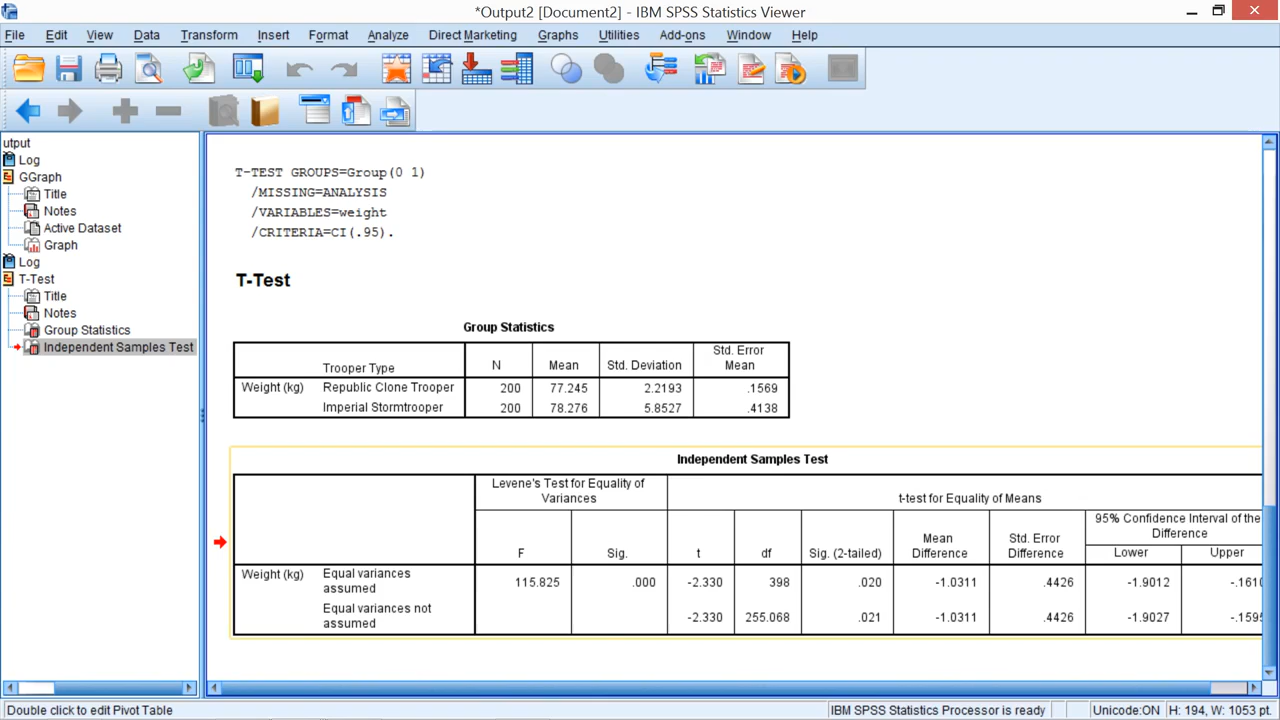 *Output2 [Document2] - IBM SPSS Statistics Viewer
File Edit View Data Transform Insert Format Analyze Direct Marketing Graphs Utilities Add-ons Window Help
utput
Log
GGraph
Title
Notes
Active Dataset
Graph
Log
T-Test
Title
Notes
Group Statistics
Independent Samples Test
T-TEST GROUPS=Group(0 1)
/MISSING=ANALYSIS
/VARIABLES=weight
/CRITERIA=CI(.95).
T-Test
Group Statistics
Trooper Type N Mean Std. Deviation Std. Error Mean
Weight (kg) Republic Clone Trooper 200 77.245 2.2193 .1569
Imperial Stormtrooper 200 78.276 5.8527 .4138
Independent Samples Test
Levene's Test for Equality of Variances t-test for Equality of Means
95% Confidence Interval of the Difference
F Sig. t df Sig. (2-tailed) Mean Difference Std. Error Difference Lower Upper
Weight (kg) Equal variances assumed 115.825 .000 -2.330 398 .020 -1.0311 .4426 -1.9012 -.1610
Equal variances not assumed -2.330 255.068 .021 -1.0311 .4426 -1.9027 -.1595
Double click to edit Pivot Table IBM SPSS Statistics Processor is ready Unicode:ON H: 194, W: 1053 pt.